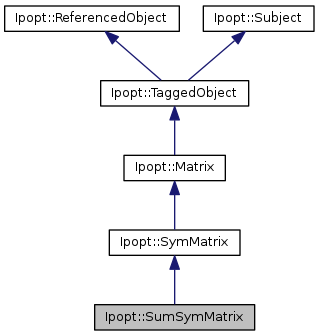 Ipopt::ReferencedObject
Ipopt::Subject
Ipopt::TaggedObject
Ipopt::Matrix
Ipopt::SymMatrix
Ipopt::SumSymMatrix